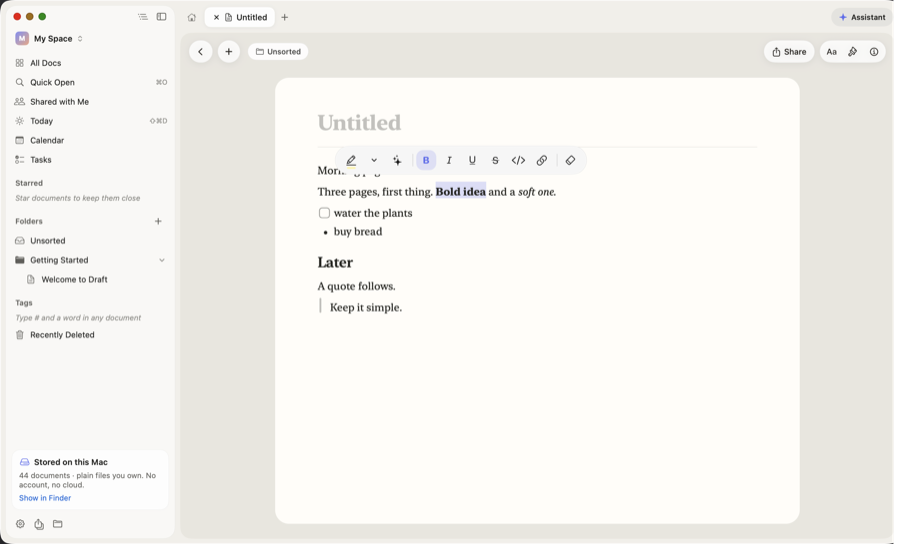 My Space
All Docs
Quick Open ⌘O
Shared with Me
Today ⇧⌘D
Calendar
Tasks
Starred
Star documents to keep them close
Folders
Unsorted
Getting Started
Welcome to Draft
Tags
Type # and a word in any document
Recently Deleted
Stored on this Mac
44 documents · plain files you own. No
account, no cloud.
Show in Finder
Untitled
Assistant
Unsorted
Share
Aa
Untitled
B I U S </>
Three pages, first thing. Bold idea and a soft one.
water the plants
• buy bread
Later
A quote follows.
Keep it simple.